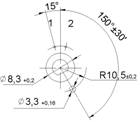 15°
150°±30'
1 2
Ø 8,3 +0,2
R10,5±0,2
Ø 3,3 +0,16